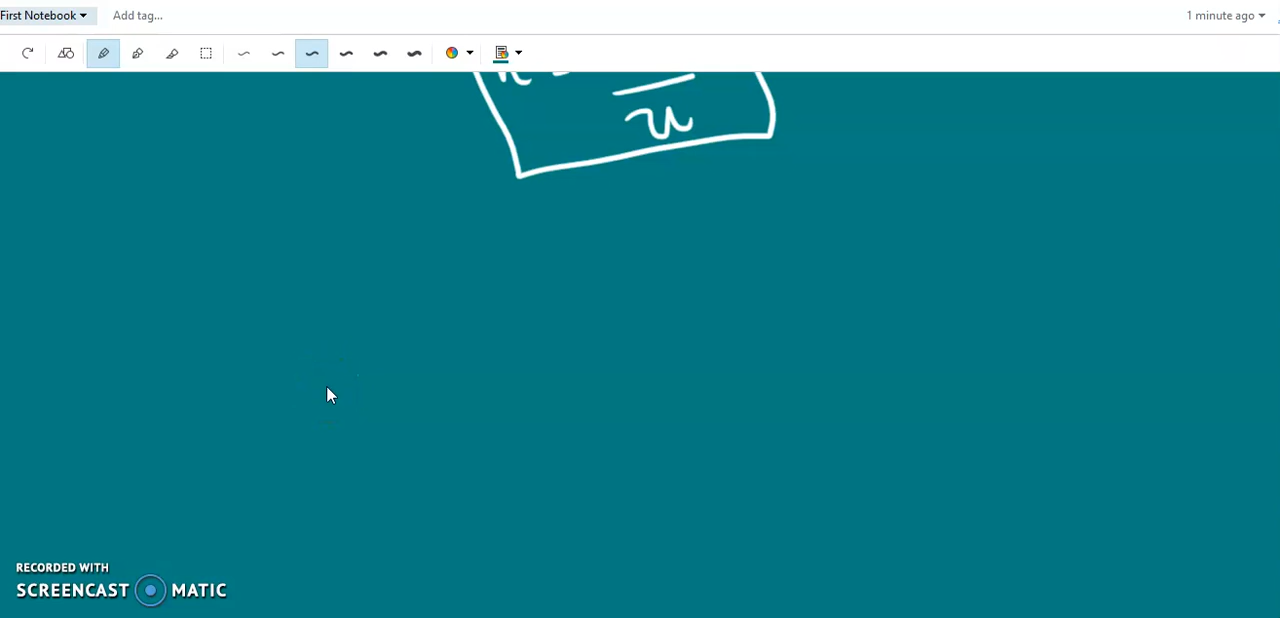 First Notebook Add tag... 1 minute ago
u
RECORDED WITH
SCREENCAST MATIC